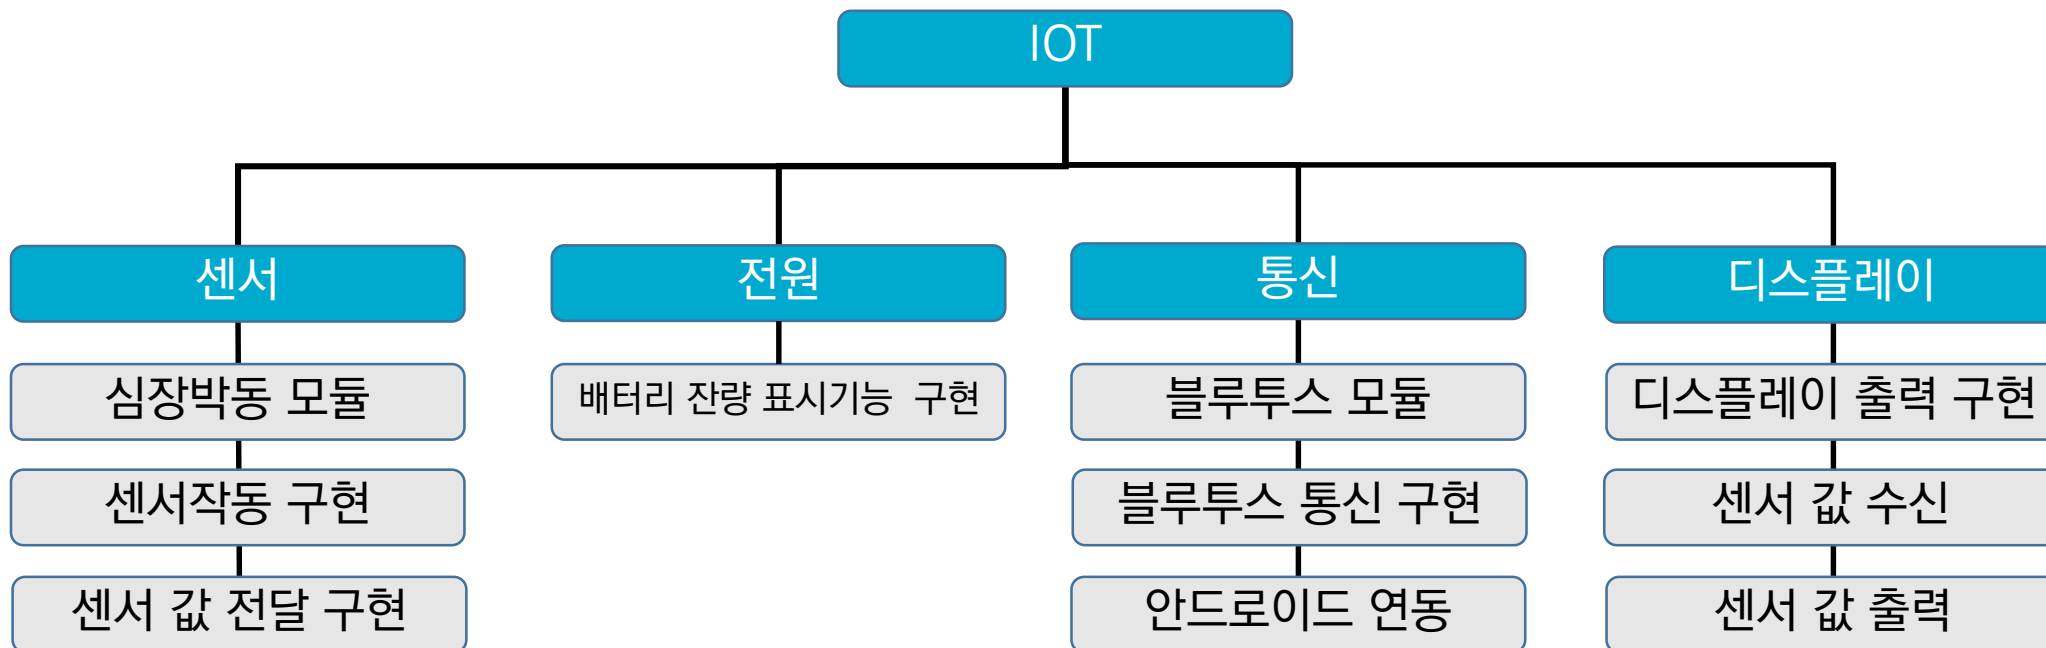 IOT
센서
전원
통신
디스플레이
심장박동 모듈
배터리 잔량 표시기능 구현
블루투스 모듈
디스플레이 출력 구현
센서작동 구현
블루투스 통신 구현
센서 값 수신
센서 값 전달 구현
안드로이드 연동
센서 값 출력